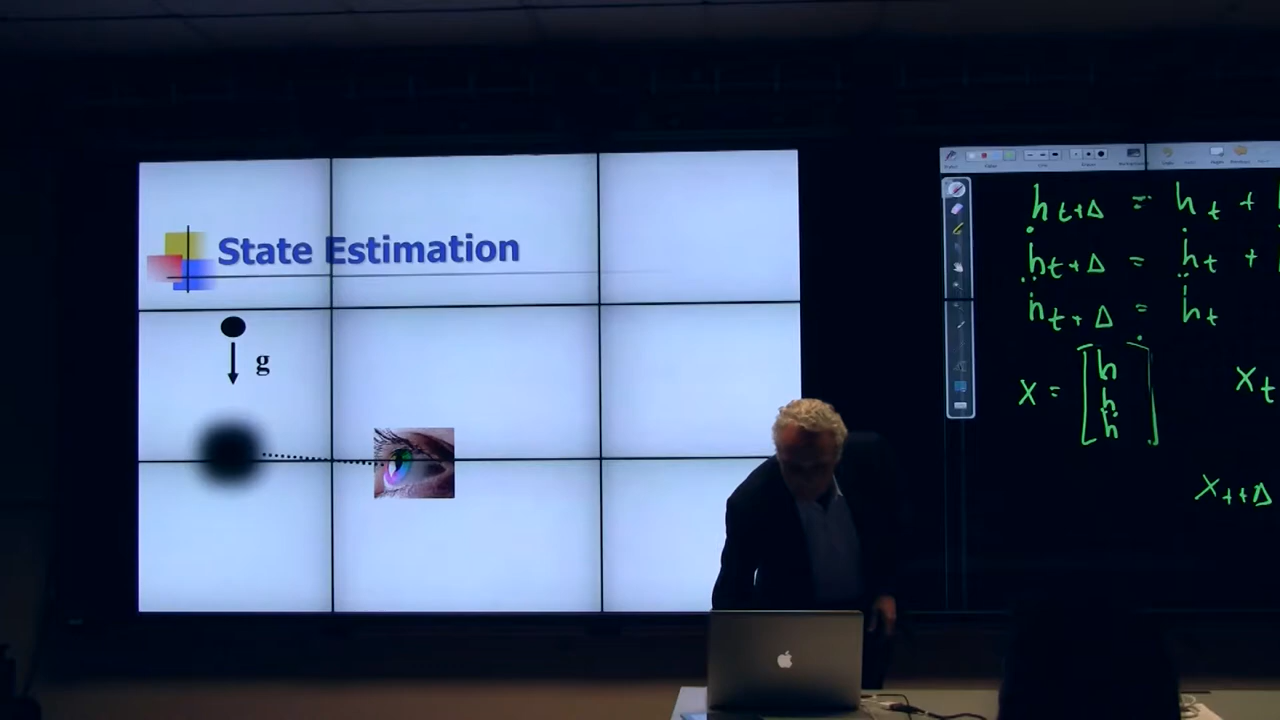 State Estimation
g
ḣ t+Δ = h t +
ḣ t+Δ = ḣ t +
ḧ t+Δ = ḧ t
x = [ h ḣ ḧ ]
x t
x t+Δ